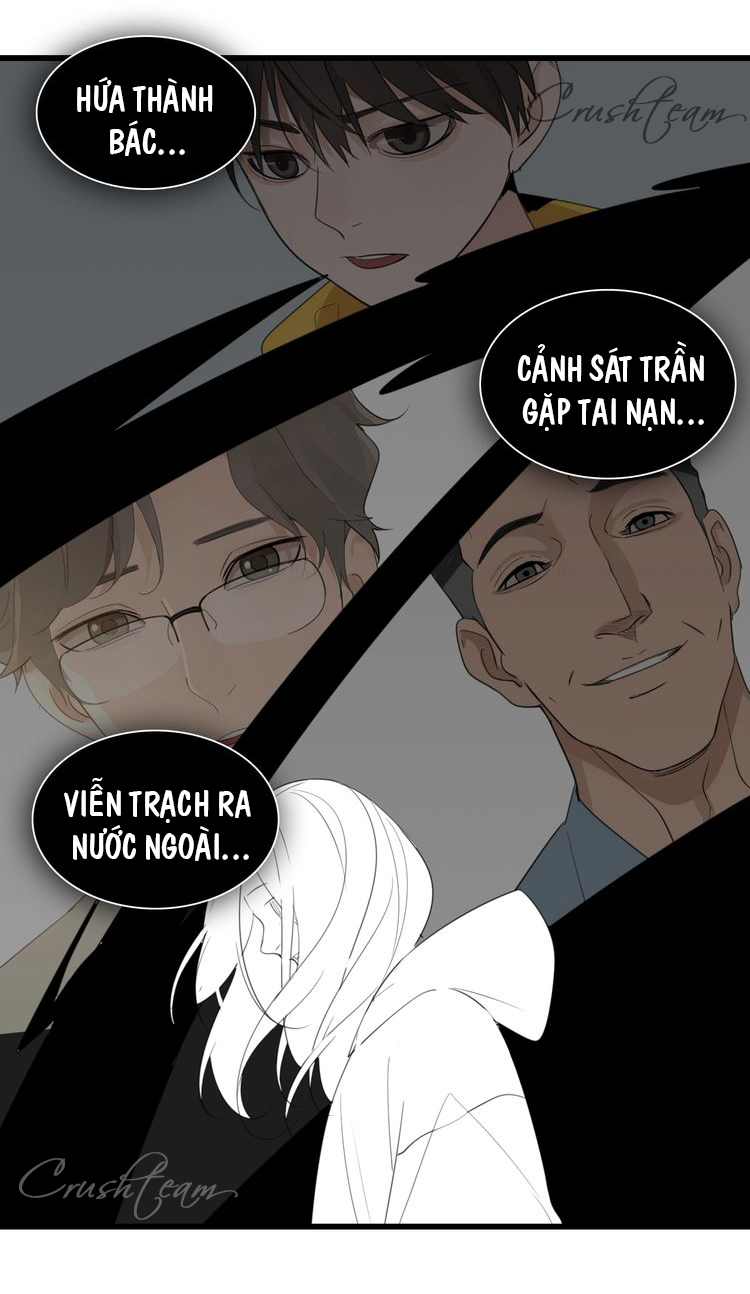 HỨA THÀNH
BÁC...
Crushteam
CẢNH SÁT TRẦN
GẶP TAI NẠN...
VIỄN TRẠCH RA
NƯỚC NGOÀI...
Crushteam